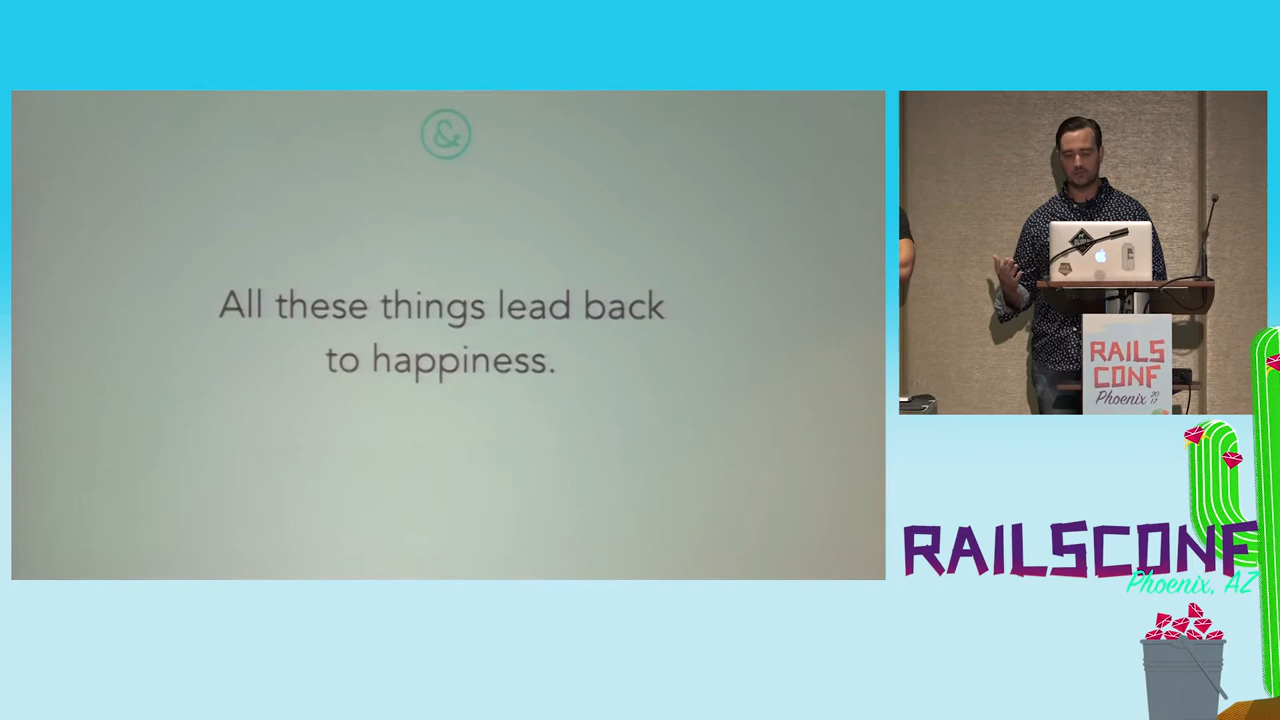 &
All these things lead back
to happiness.
RAILS
CONF
Phoenix 20
17
RAILSCONF
Phoenix, AZ